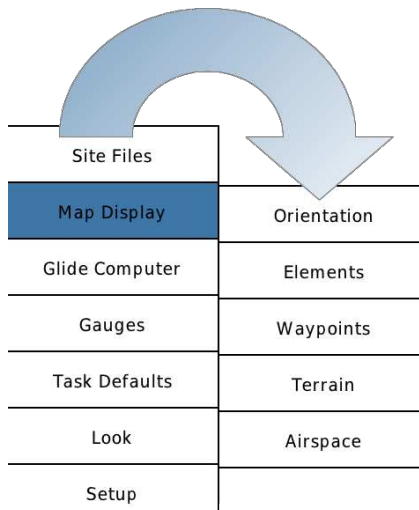 Site Files
Map Display
Glide Computer
Gauges
Task Defaults
Look
Setup
Orientation
Elements
Waypoints
Terrain
Airspace